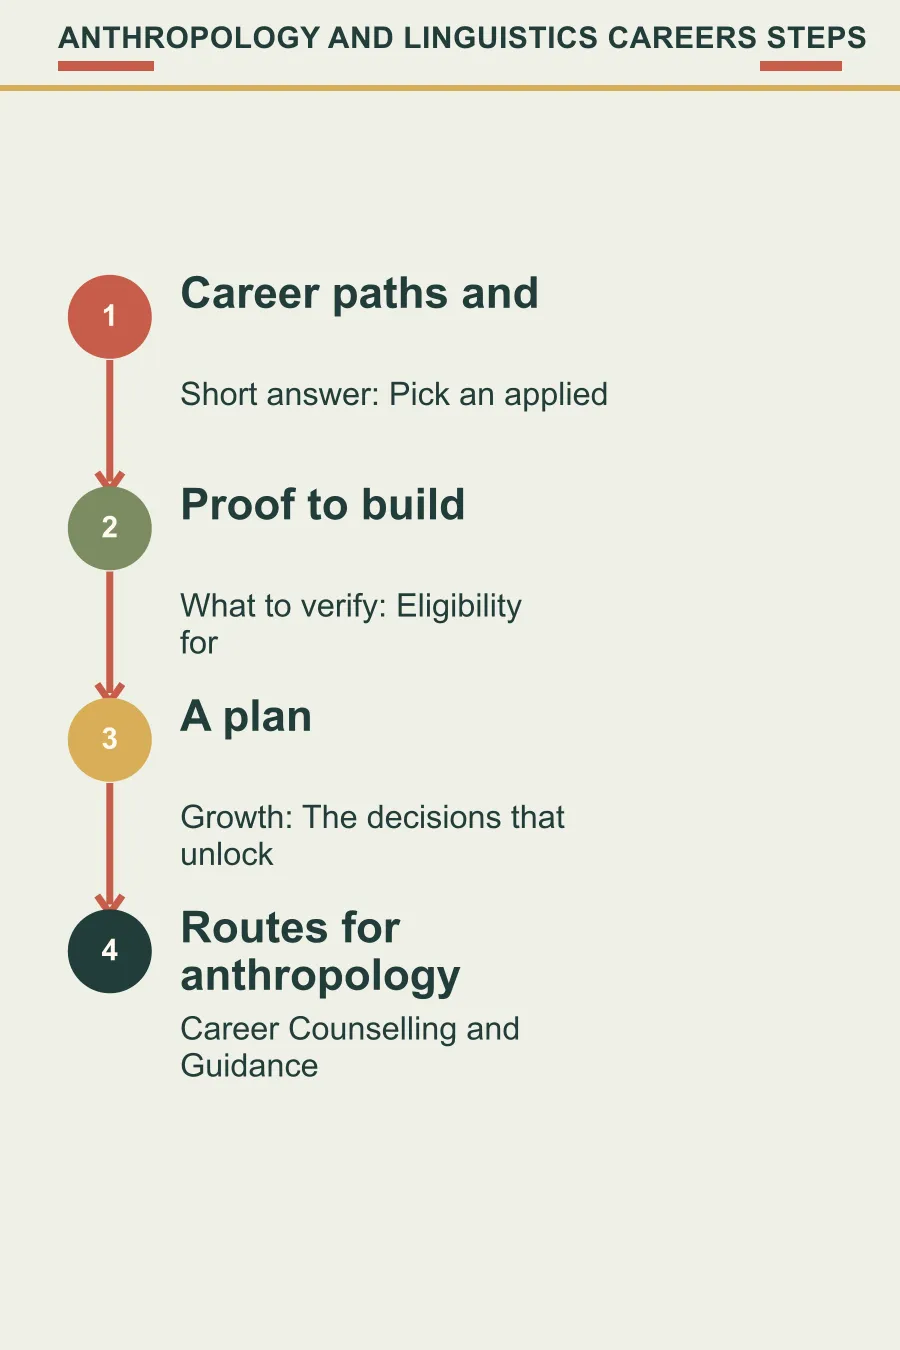 ANTHROPOLOGY AND LINGUISTICS CAREERS STEPS
1
Career paths and
Short answer: Pick an applied
2
Proof to build
What to verify: Eligibility
for
3
A plan
Growth: The decisions that
unlock
4
Routes for
anthropology
Career Counselling and
Guidance